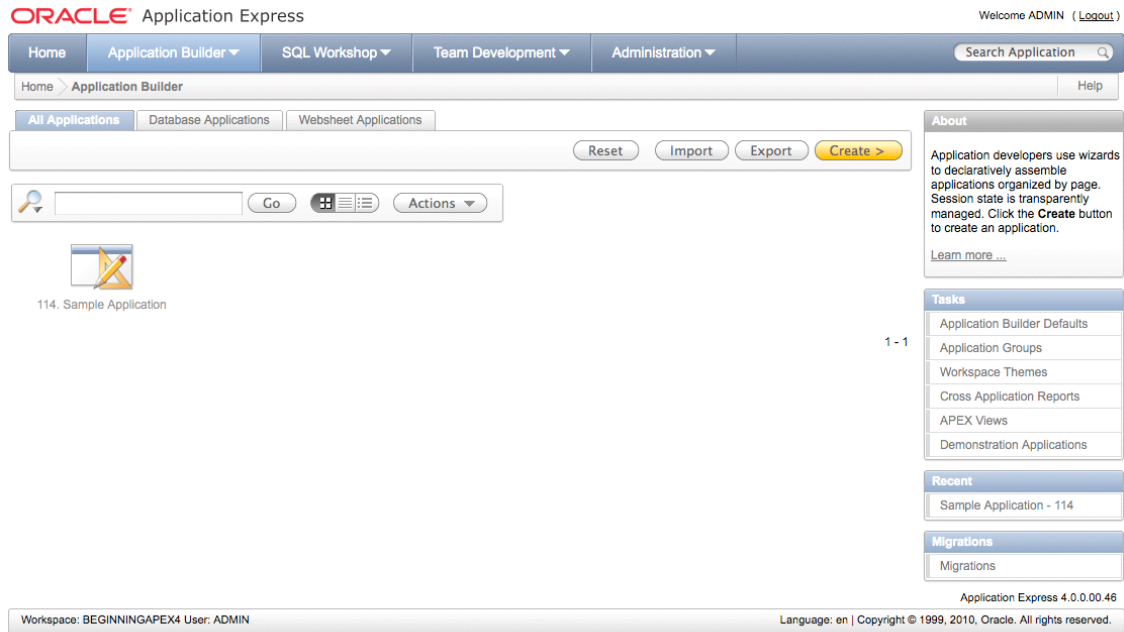 ORACLE Application Express
Welcome ADMIN ( Logout )
Home Application Builder SQL Workshop Team Development Administration Search Application
Home Application Builder Help
All Applications Database Applications Websheet Applications
Reset Import Export Create >
Go Actions
114. Sample Application
1 - 1
About
Application developers use wizards
to declaratively assemble
applications organized by page.
Session state is transparently
managed. Click the Create button
to create an application.
Learn more ...
Tasks
Application Builder Defaults
Application Groups
Workspace Themes
Cross Application Reports
APEX Views
Demonstration Applications
Recent
Sample Application - 114
Migrations
Migrations
Application Express 4.0.0.00.46
Workspace: BEGINNINGAPEX4 User: ADMIN
Language: en | Copyright © 1999, 2010, Oracle. All rights reserved.